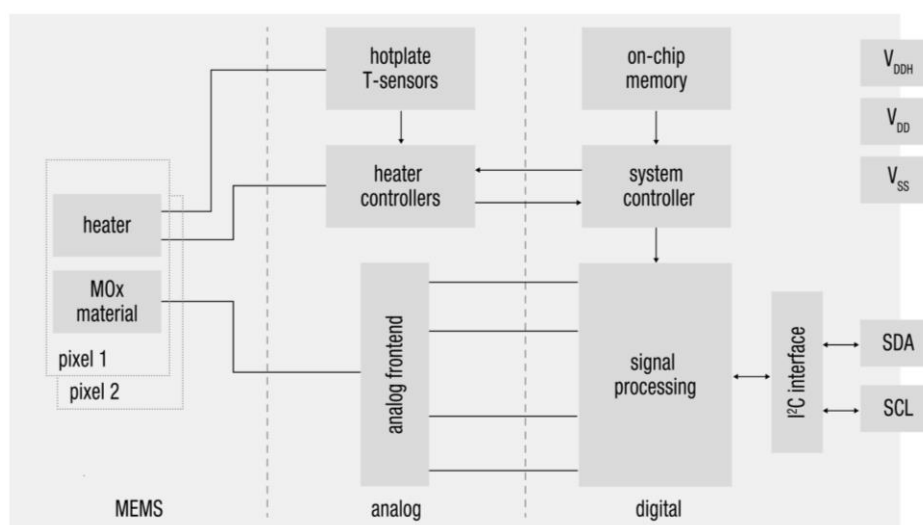 hotplate
T-sensors
on-chip
memory
V_DDH
V_DD
V_SS
heater
controllers
system
controller
heater
MOx
material
pixel 1
pixel 2
analog frontend
signal
processing
I²C interface
SDA
SCL
MEMS
analog
digital